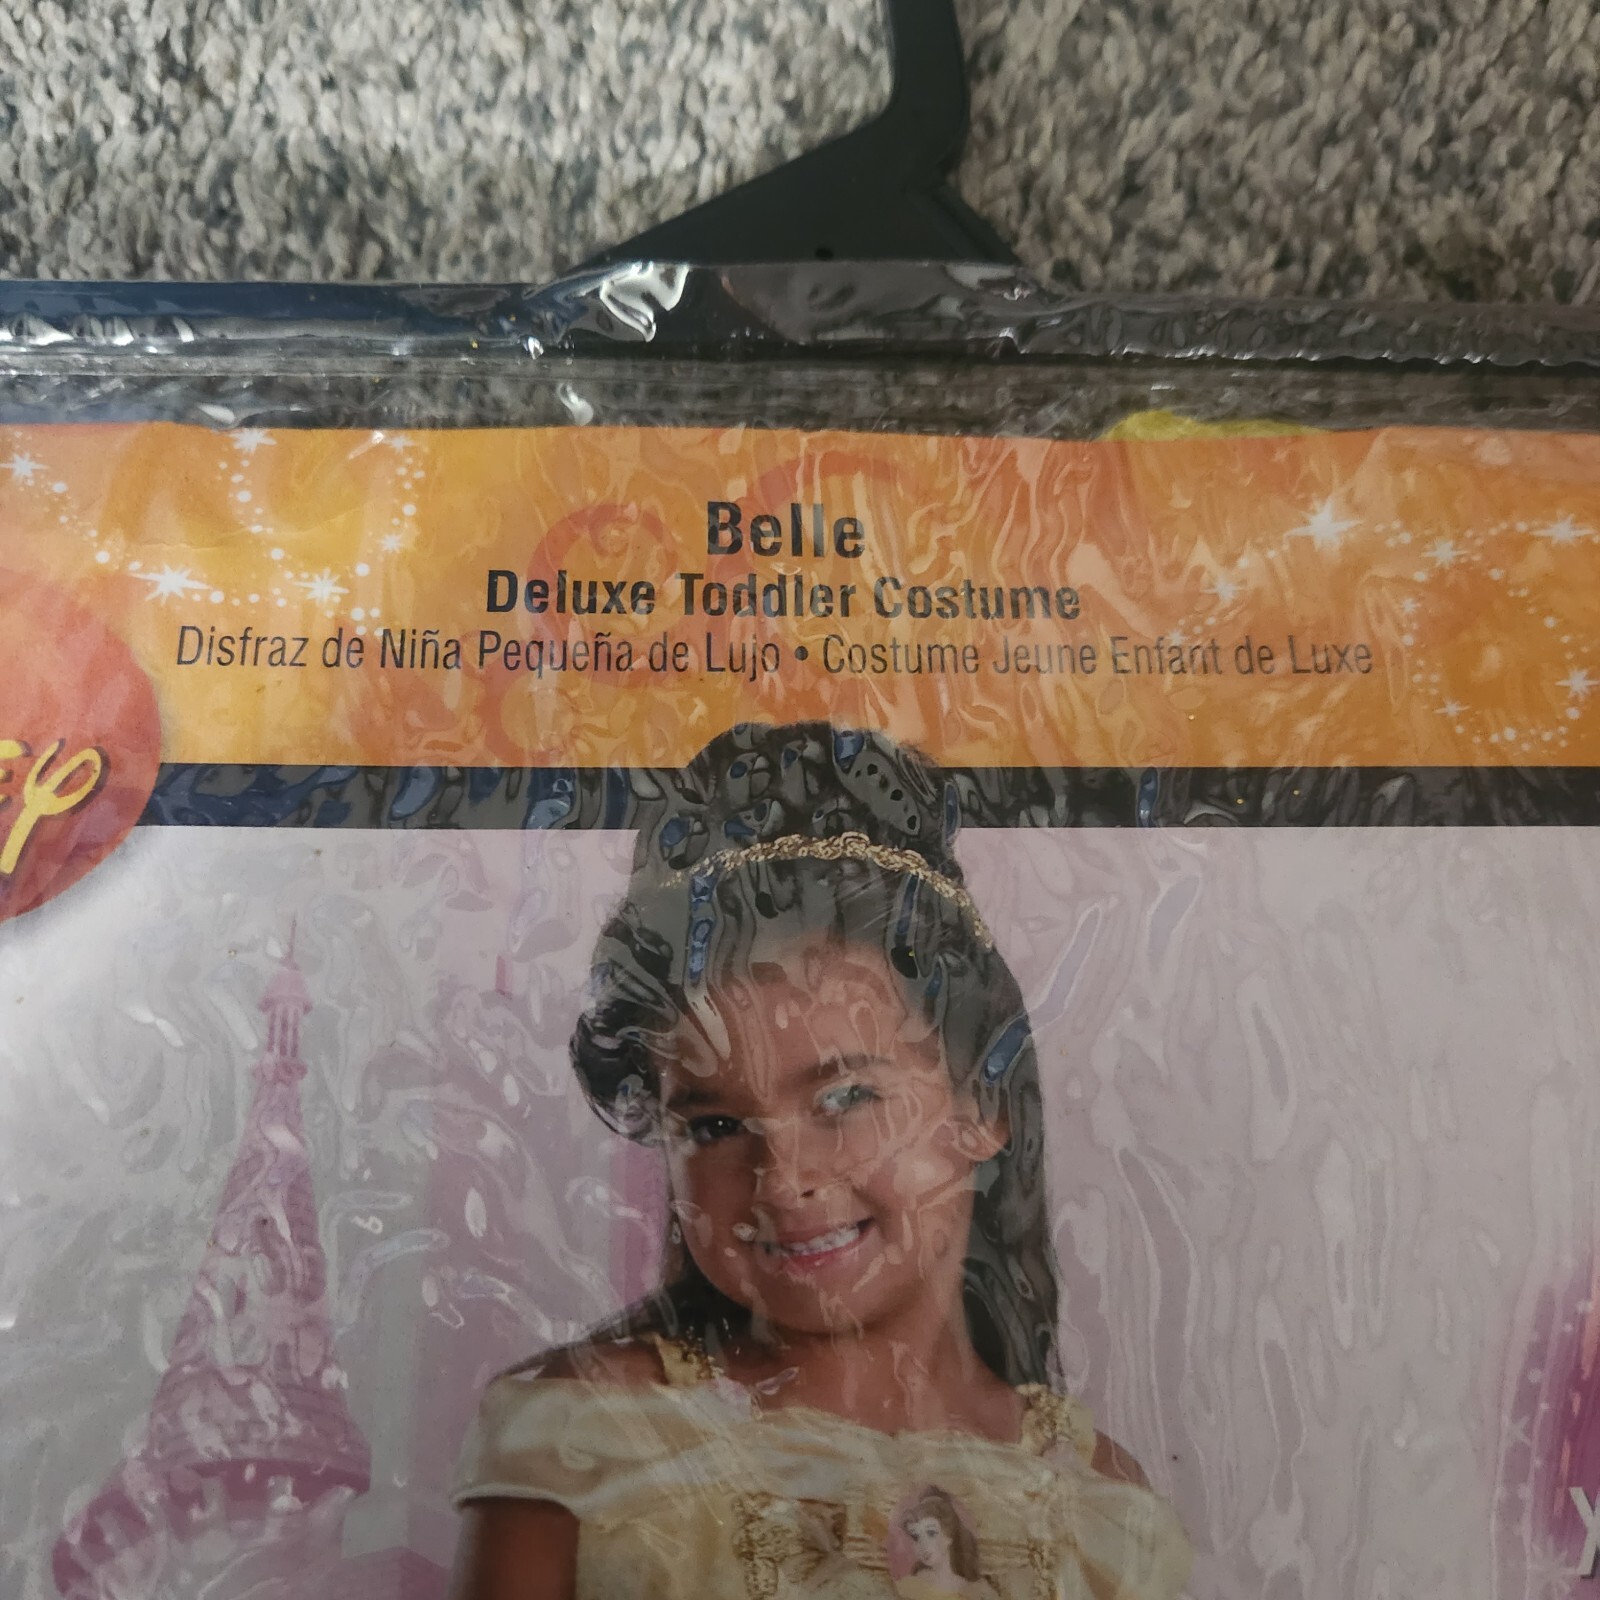 Belle
Deluxe Toddler Costume
Disfraz de Niña Pequeña de Lujo • Costume Jeune Enfant de Luxe